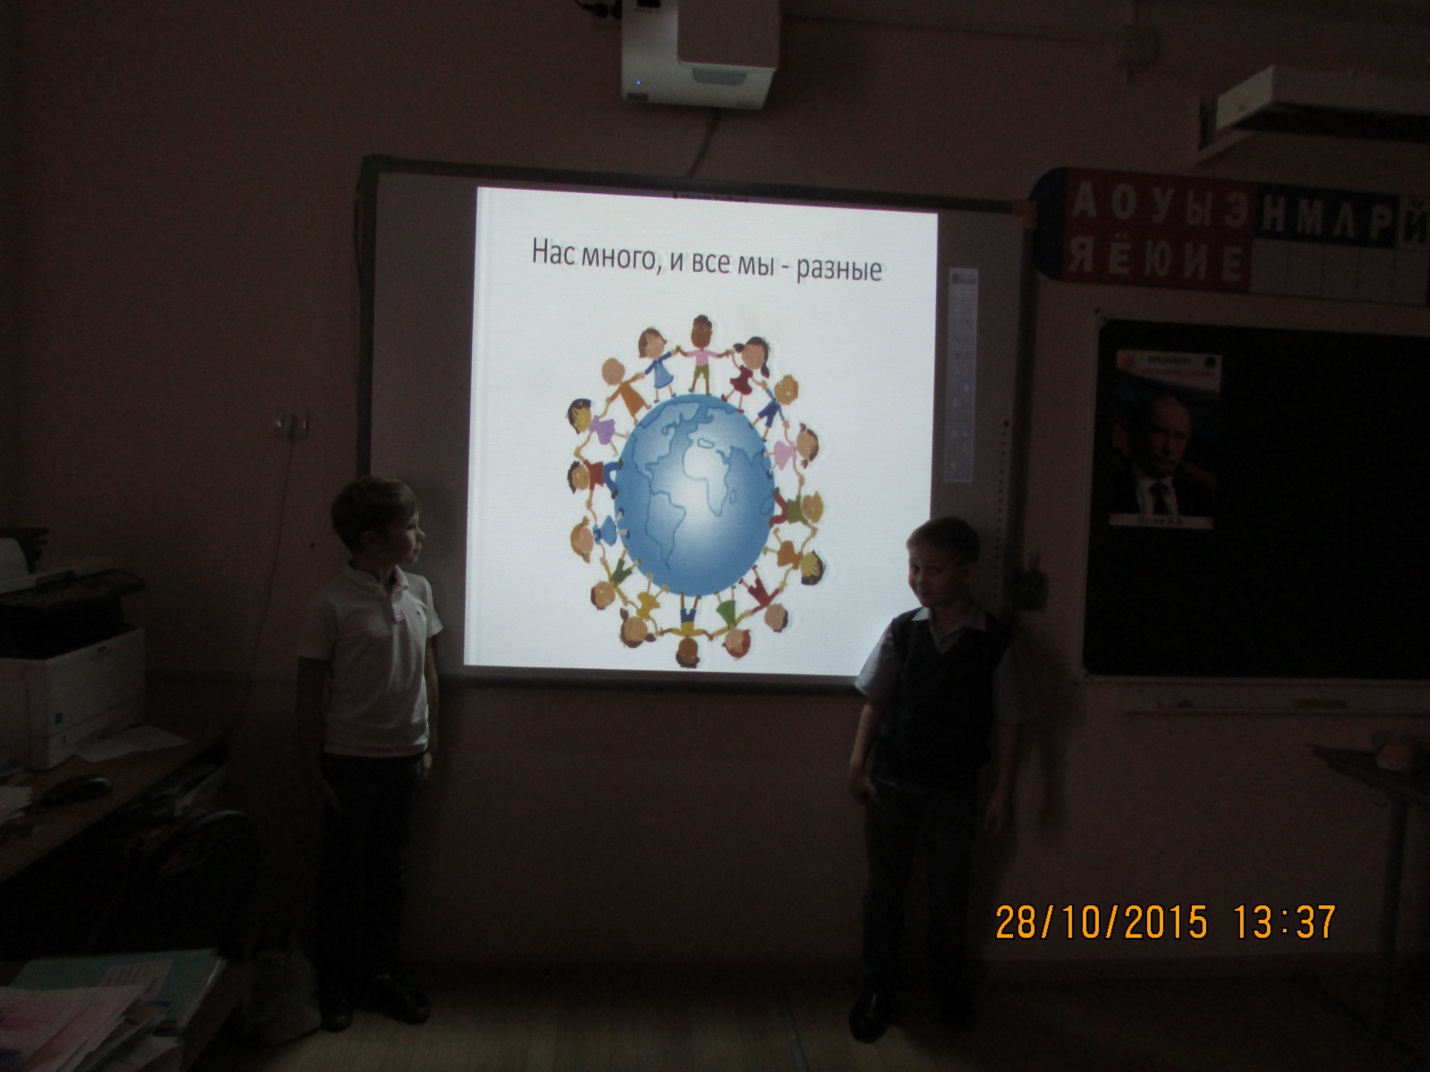 Нас много, и все мы - разные
А О У Ы Э Н М Л Р Й
Я Ё Ю И Е
28/10/2015 13:37